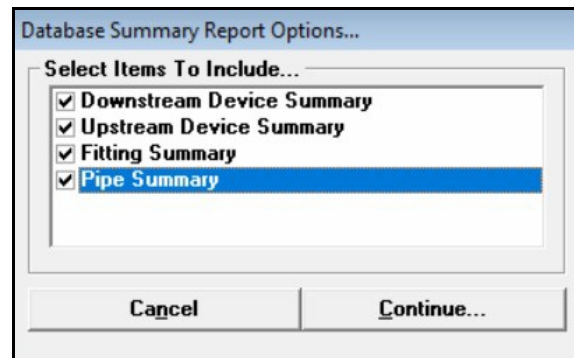 Database Summary Report Options...
Select Items To Include...
Downstream Device Summary
Upstream Device Summary
Fitting Summary
Pipe Summary
Cancel
Continue...